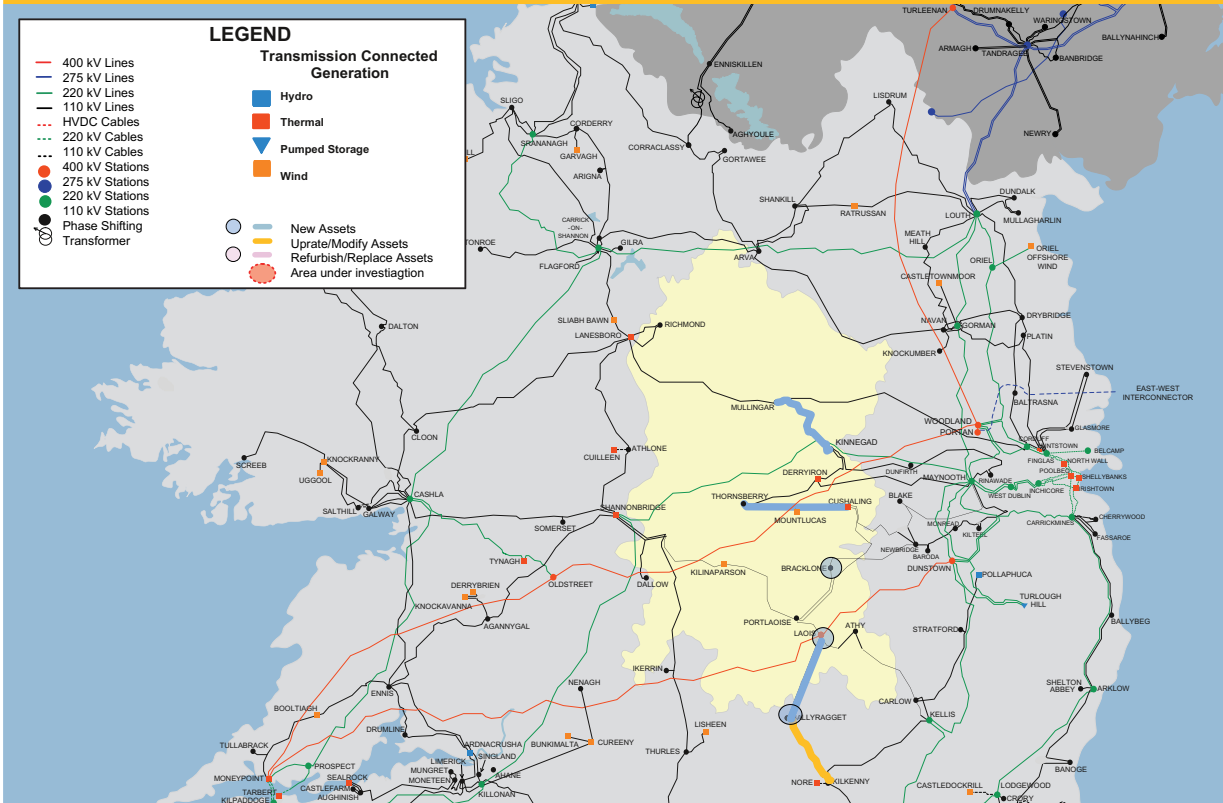 LEGEND
400 kV Lines
275 kV Lines
220 kV Lines
110 kV Lines
HVDC Cables
220 kV Cables
110 kV Cables
400 kV Stations
275 kV Stations
220 kV Stations
110 kV Stations
Phase Shifting
Transformer
Transmission Connected
Generation
Hydro
Thermal
Pumped Storage
Wind
New Assets
Uprate/Modify Assets
Refurbish/Replace Assets
Area under investiagtion
TURLEENAN
DRUMNAKELLY
WARINGSTOWN
BALLYNAHINCH
ARMAGH
TANDRAGEE
BANBRIDGE
ENNISKILLEN
LISDRUM
NEWRY
SLIGO
CORDERRY
SRANANAGH
GARVAGH
ARIGNA
AGHYOULE
CORRACLASSY
GORTAWEE
CARRICK
-ON-
SHANNON
GILRA
TONROE
FLAGFORD
ARVA
SHANKILL
RATRUSSAN
DUNDALK
LOUTH
MULLAGHARLIN
MEATH
HILL
ORIEL
ORIEL
OFFSHORE
WIND
CASTLETOWNMOOR
DALTON
SLIABH BAWN
RICHMOND
LANESBORO
NAVAN
GORMAN
DRYBRIDGE
PLATIN
KNOCKUMBER
STEVENSTOWN
EAST-WEST
INTERCONNECTOR
BALTRASNA
MULLINGAR
WOODLAND
PORTAN
GLASMORE
CLOON
KINNEGAD
CORDUFF
HUNTSTOWN
FINGLAS
BELCAMP
NORTH WALL
POOLBEG
SHELLYBANKS
IRISHTOWN
ATHLONE
CUILLEEN
SCREEB
KNOCKRANNY
UGGOOL
DERRYIRON
DUNFIRTH
MAYNOOTH
RINAWADE
WEST DUBLIN
INCHICORE
CASHLA
SALTHILL
GALWAY
SHANNONBRIDGE
SOMERSET
THORNSBERRY
CUSHALING
MOUNTLUCAS
BLAKE
CARRICKMINES
CHERRYWOOD
FASSAROE
MONREAD
KILTEEL
NEWBRIDGE
BARODA
DUNSTOWN
TYNAGH
OLDSTREET
DALLOW
KILINAPARSON
BRACKLONE
POLLAPHUCA
TURLOUGH
HILL
DERRYBRIEN
KNOCKAVANNA
AGANNYGAL
PORTLAOISE
LAOIS
ATHY
STRATFORD
BALLYBEG
IKERRIN
ENNIS
NENAGH
SHELTON
ABBEY
ARKLOW
CARLOW
KELLIS
BOOLTIAGH
DRUMLINE
LISHEEN
TULLABRACK
ARDNACRUSHA
BUNKIMALTA
CUREENY
THURLES
LIMERICK
SINGLAND
PROSPECT
MUNGRET
AHANE
MONEYPOINT
SEALROCK
MONETEEN
BANOGE
TARBERT
CASTLEFARM
AUGHINISH
KILLONAN
KILPADDOGE
NORE
KILKENNY
CASTLEDOCKRILL
LODGEWOOD
CRORY